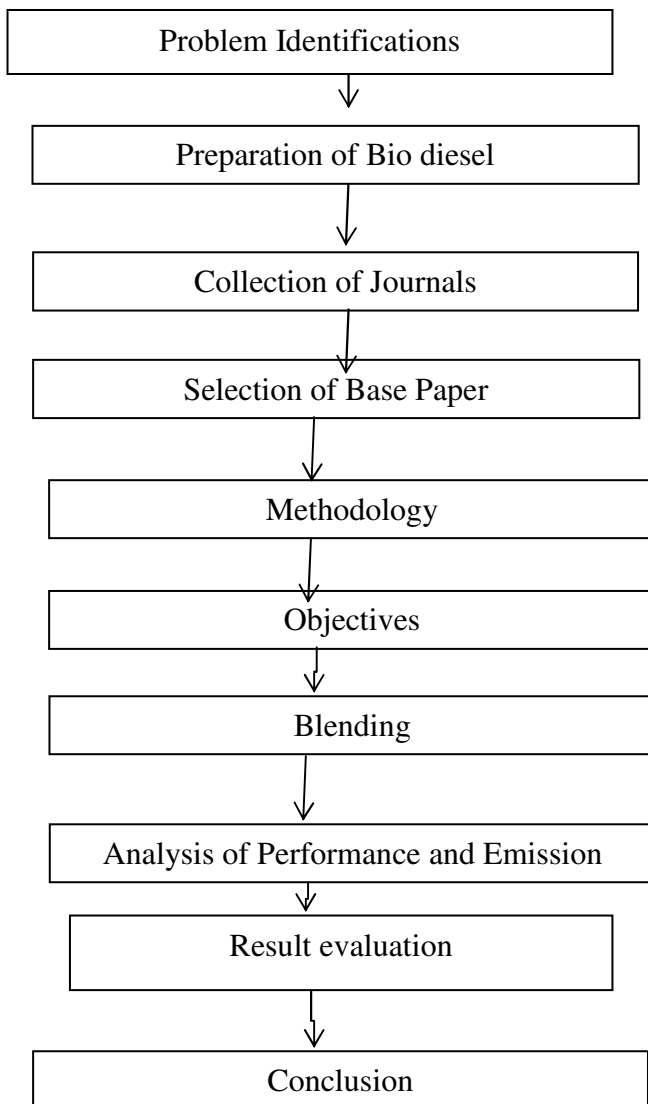 Problem Identifications
Preparation of Bio diesel
Collection of Journals
Selection of Base Paper
Methodology
Objectives
Blending
Analysis of Performance and Emission
Result evaluation
Conclusion